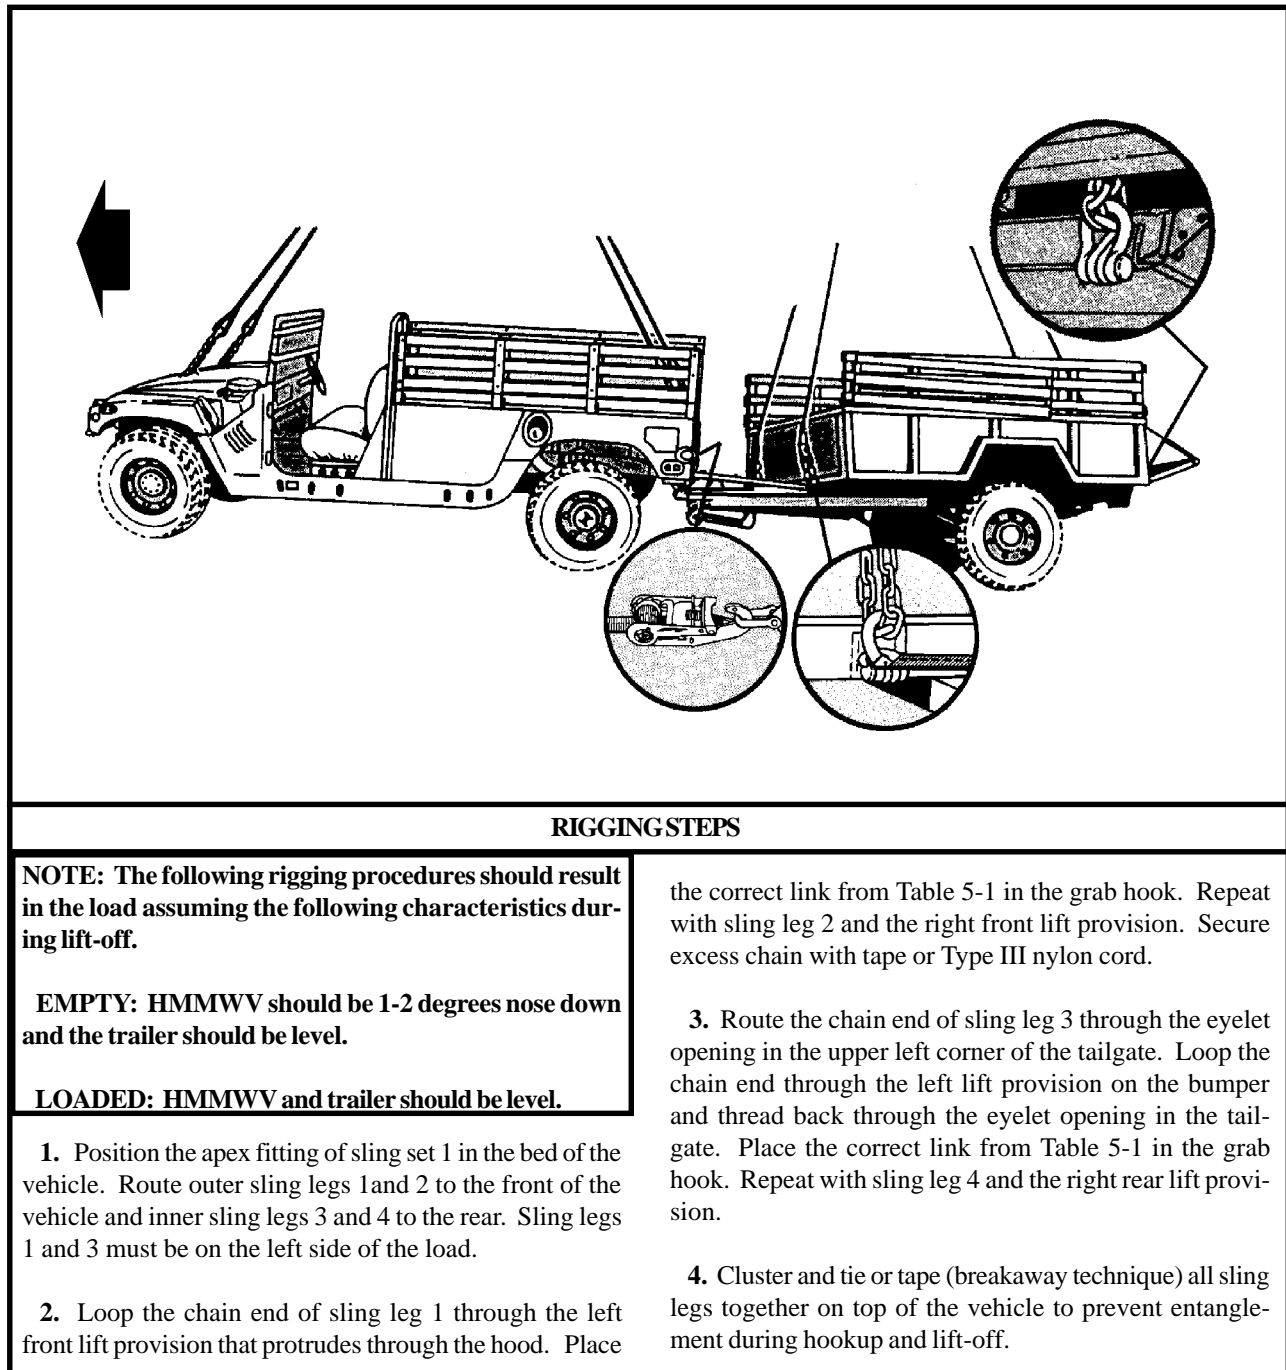 RIGGING STEPS
NOTE: The following rigging procedures should result
in the load assuming the following characteristics dur-
ing lift-off.
EMPTY: HMMWV should be 1-2 degrees nose down
and the trailer should be level.
LOADED: HMMWV and trailer should be level.
1. Position the apex fitting of sling set 1 in the bed of the
vehicle. Route outer sling legs 1and 2 to the front of the
vehicle and inner sling legs 3 and 4 to the rear. Sling legs
1 and 3 must be on the left side of the load.
2. Loop the chain end of sling leg 1 through the left
front lift provision that protrudes through the hood. Place
the correct link from Table 5-1 in the grab hook. Repeat
with sling leg 2 and the right front lift provision. Secure
excess chain with tape or Type III nylon cord.
3. Route the chain end of sling leg 3 through the eyelet
opening in the upper left corner of the tailgate. Loop the
chain end through the left lift provision on the bumper
and thread back through the eyelet opening in the tail-
gate. Place the correct link from Table 5-1 in the grab
hook. Repeat with sling leg 4 and the right rear lift provi-
sion.
4. Cluster and tie or tape (breakaway technique) all sling
legs together on top of the vehicle to prevent entangle-
ment during hookup and lift-off.